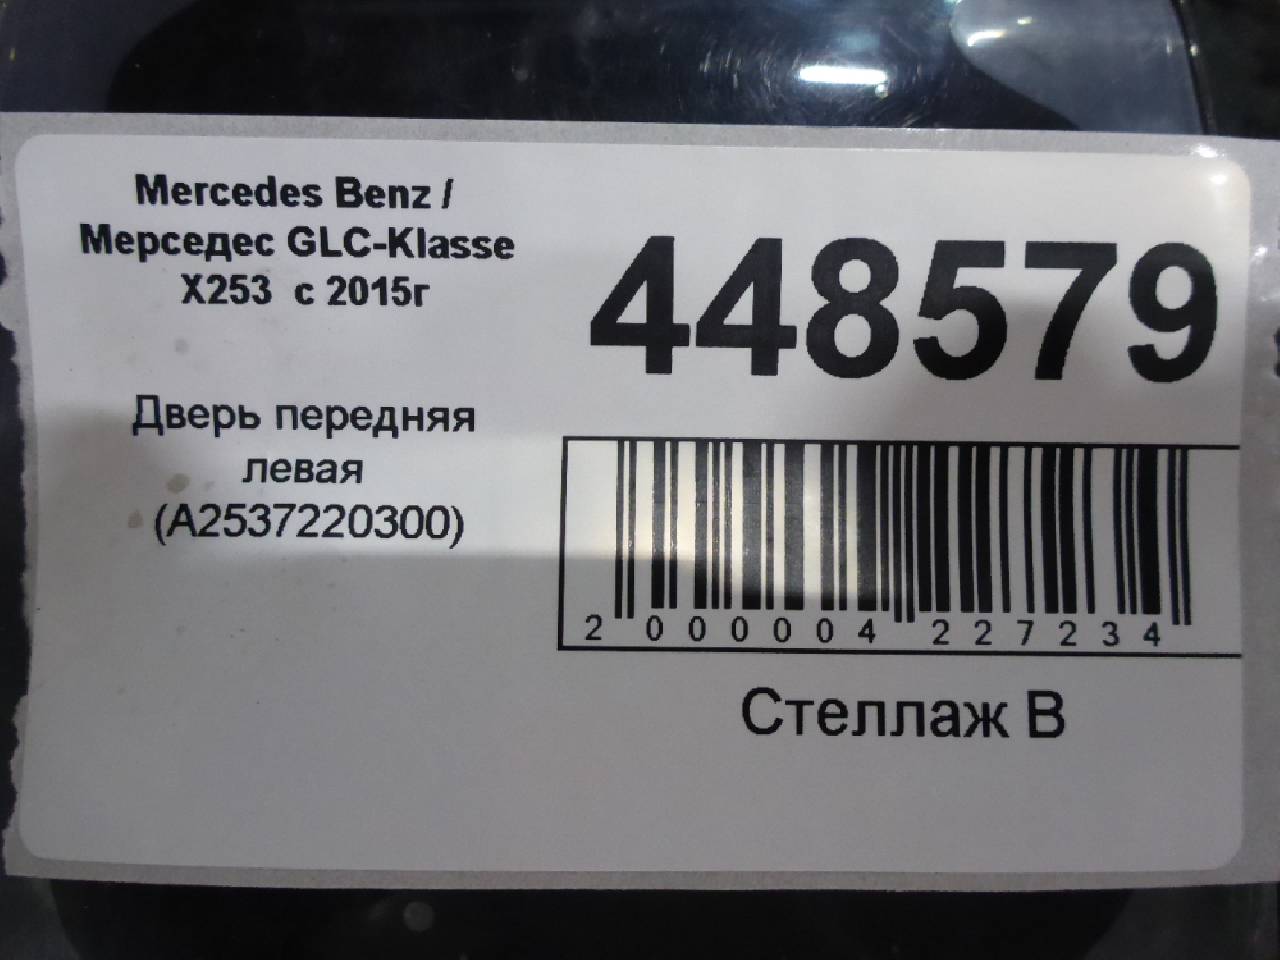 Mercedes Benz /
Мерседес GLC-Klasse
X253 с 2015г
Дверь передняя
левая
(A2537220300)
448579
2 000004 227234
Стеллаж В